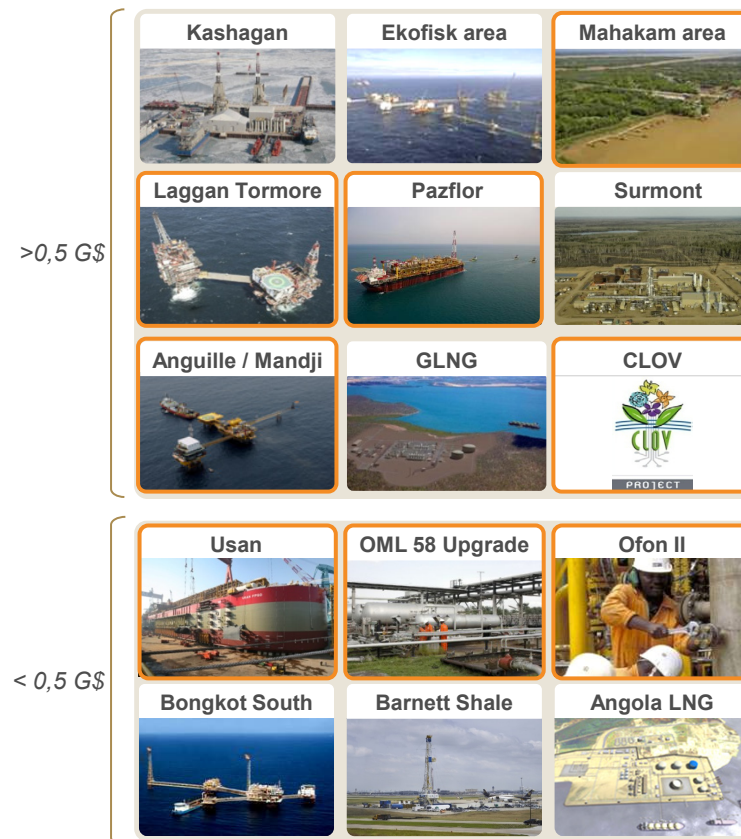 Kashagan
Ekofisk area
Mahakam area
>0,5 G$
Laggan Tormore
Pazflor
Surmont
Anguille / Mandji
GLNG
CLOV
CLOV
PROJECT
< 0,5 G$
Usan
OML 58 Upgrade
Ofon II
Bongkot South
Barnett Shale
Angola LNG